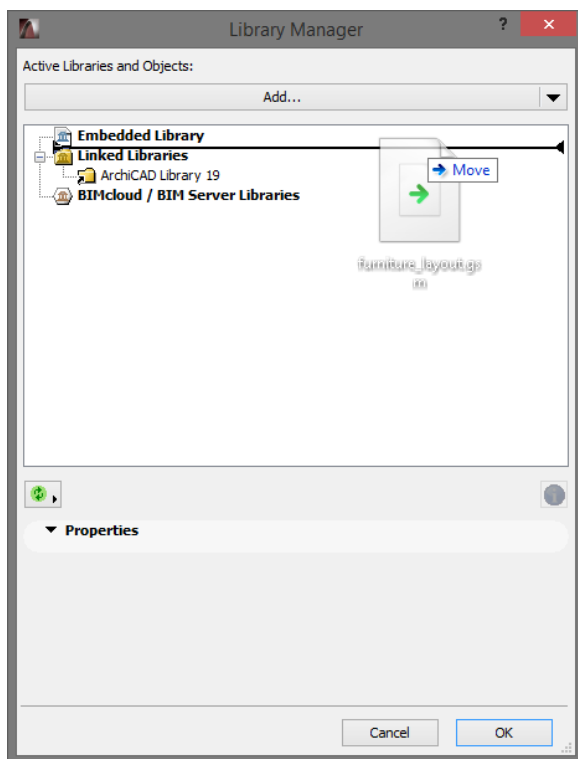 Library Manager
?
×
Active Libraries and Objects:
Add...
Embedded Library
Linked Libraries
Move
ArchiCAD Library 19
BIMcloud / BIM Server Libraries
furniture_layout.gs
m
Properties
Cancel
OK